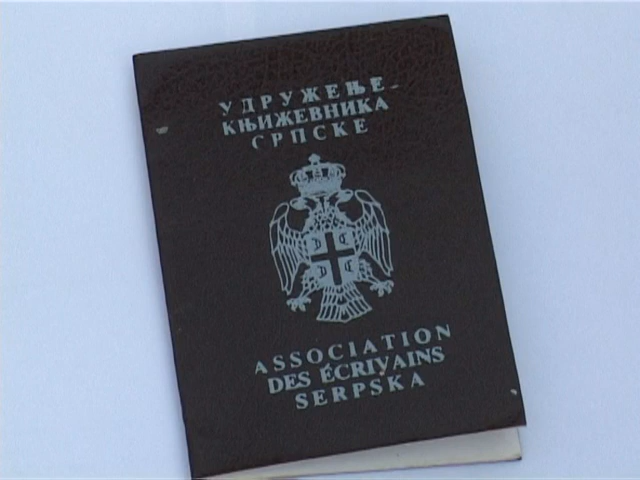 УДРУЖЕЊЕ-
КЊИЖЕВНИКА
СРПСКЕ
ASSOCIATION
DES ÉCRIVAINS
SERPSKA